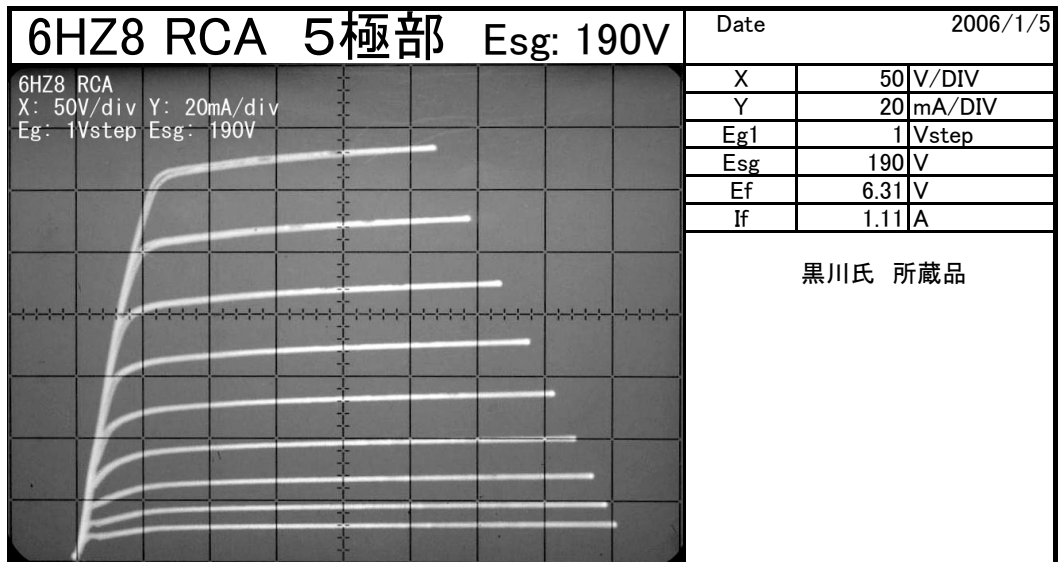 6HZ8 RCA 5極部 Esg: 190V
Date 2006/1/5
6HZ8 RCA
X: 50V/div Y: 20mA/div
Eg: 1Vstep Esg: 190V
X 50 V/DIV
Y 20 mA/DIV
Eg1 1 Vstep
Esg 190 V
Ef 6.31 V
If 1.11 A
黒川氏 所蔵品